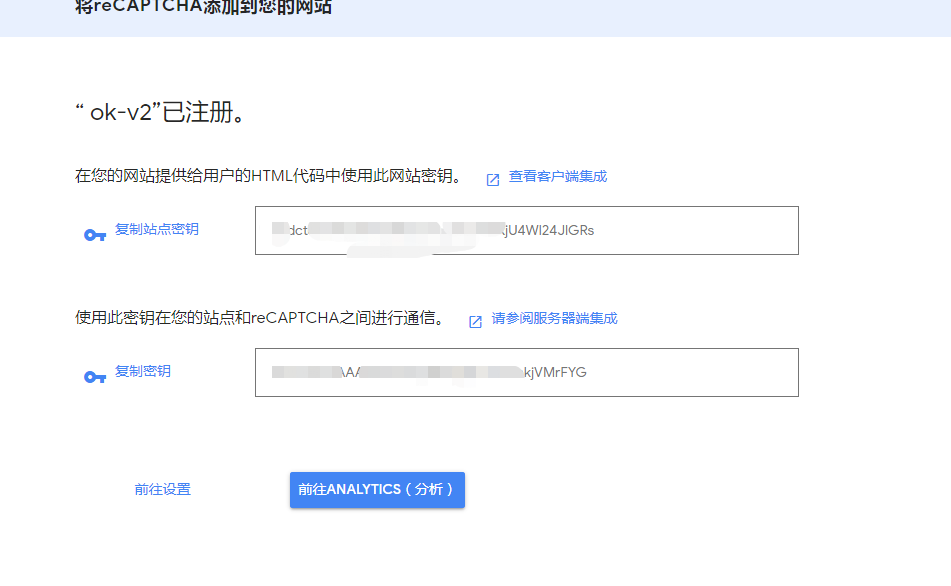 将reCAPTCHA添加到您的网站
“ ok-v2”已注册。
在您的网站提供给用户的HTML代码中使用此网站密钥。 查看客户端集成
复制站点密钥
dct jU4Wl24JlGRs
使用此密钥在您的站点和reCAPTCHA之间进行通信。 请参阅服务器端集成
复制密钥
AA kjVMrFYG
前往设置 前往ANALYTICS（分析）